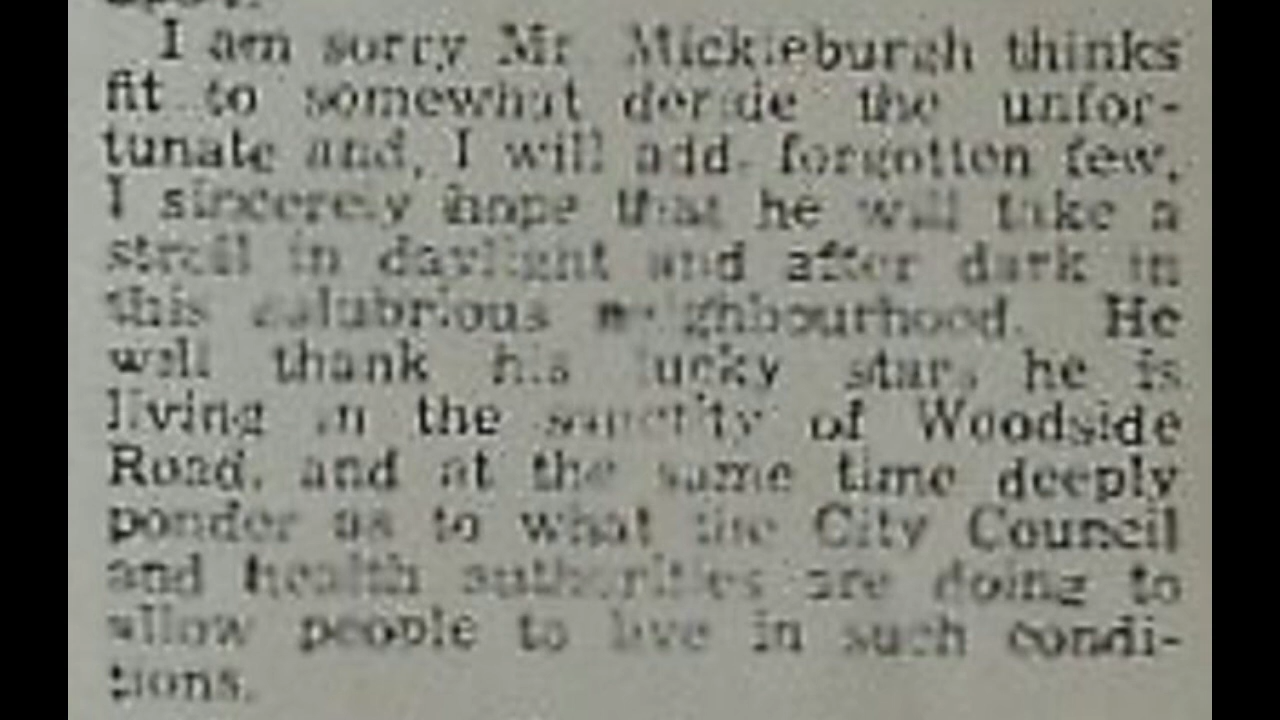 I am sorry Mr Mickleburgh thinks
fit to somewhat deride the unfor-
tunate and, I will add, forgotten few,
I sincerely hope that he will take a
stroll in daylight and after dark in
this salubrious neighbourhood. He
will thank his lucky stars he is
living in the sanctity of Woodside
Road, and at the same time deeply
ponder as to what the City Council
and health authorities are doing to
allow people to live in such condi-
tions.